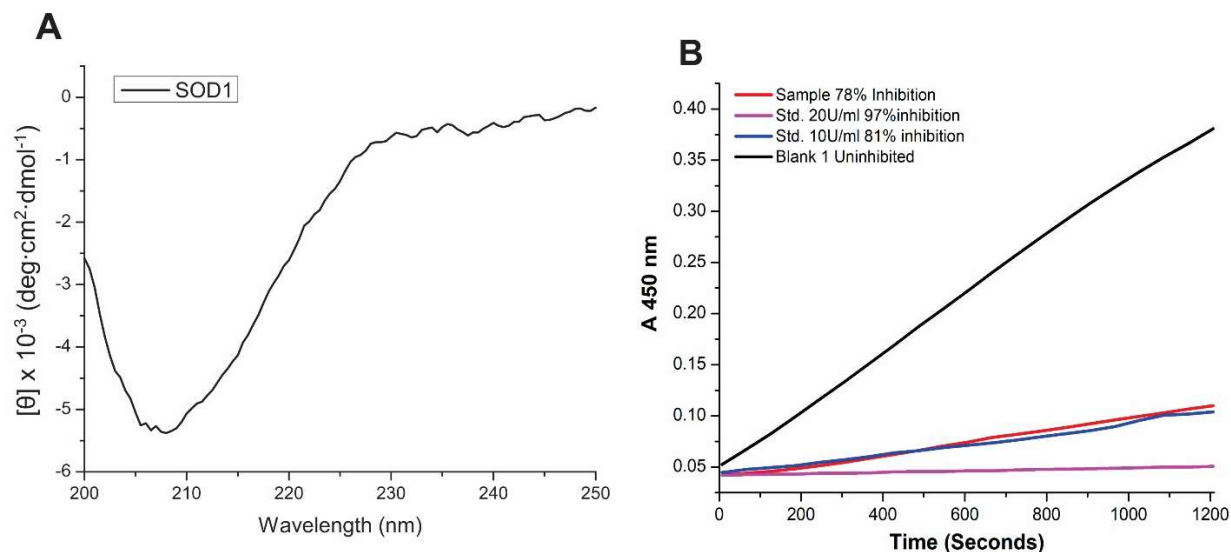 A
SOD1
0
-1
-2
-3
-4
-5
-6
200
210
220
230
240
250
[θ] x 10⁻³ (deg·cm²·dmol⁻¹)
Wavelength (nm)
B
Sample 78% Inhibition
Std. 20U/ml 97%inhibition
Std. 10U/ml 81% inhibition
Blank 1 Uninhibited
0.40
0.35
0.30
0.25
0.20
0.15
0.10
0.05
0
200
400
600
800
1000
1200
A 450 nm
Time (Seconds)